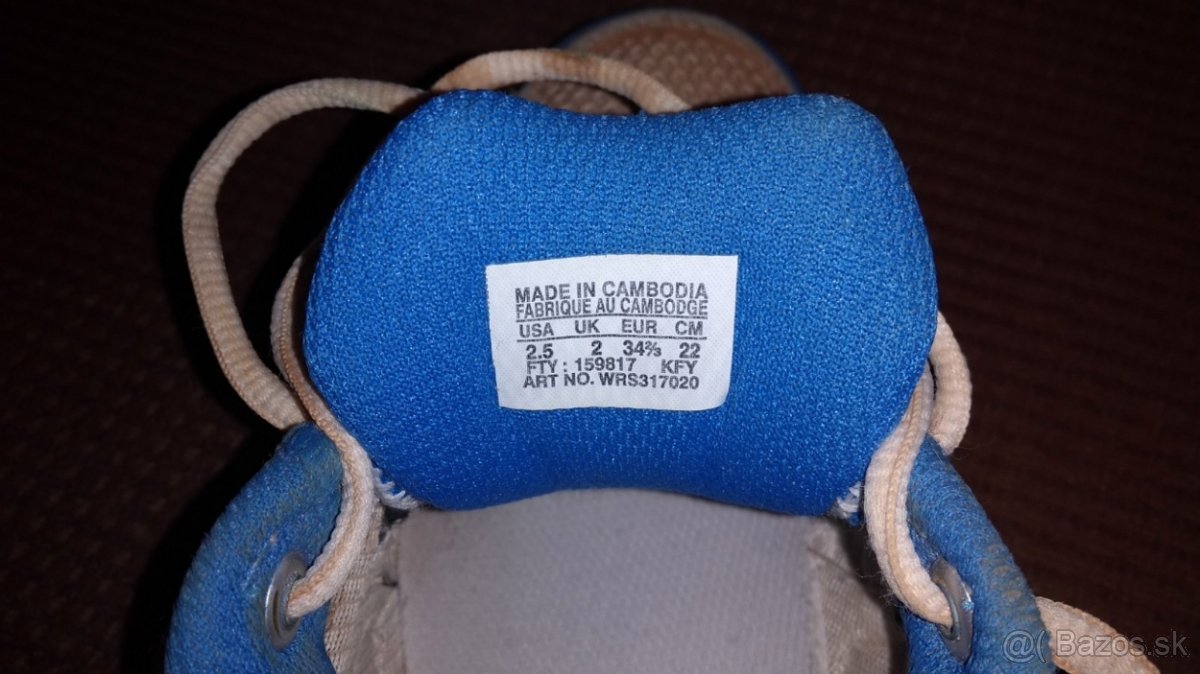 MADE IN CAMBODIA
FABRIQUE AU CAMBODGE
USA UK EUR CM
2.5 2 34⅔ 22
FTY : 159817 KFY
ART NO. WRS317020
@( Bazos.sk